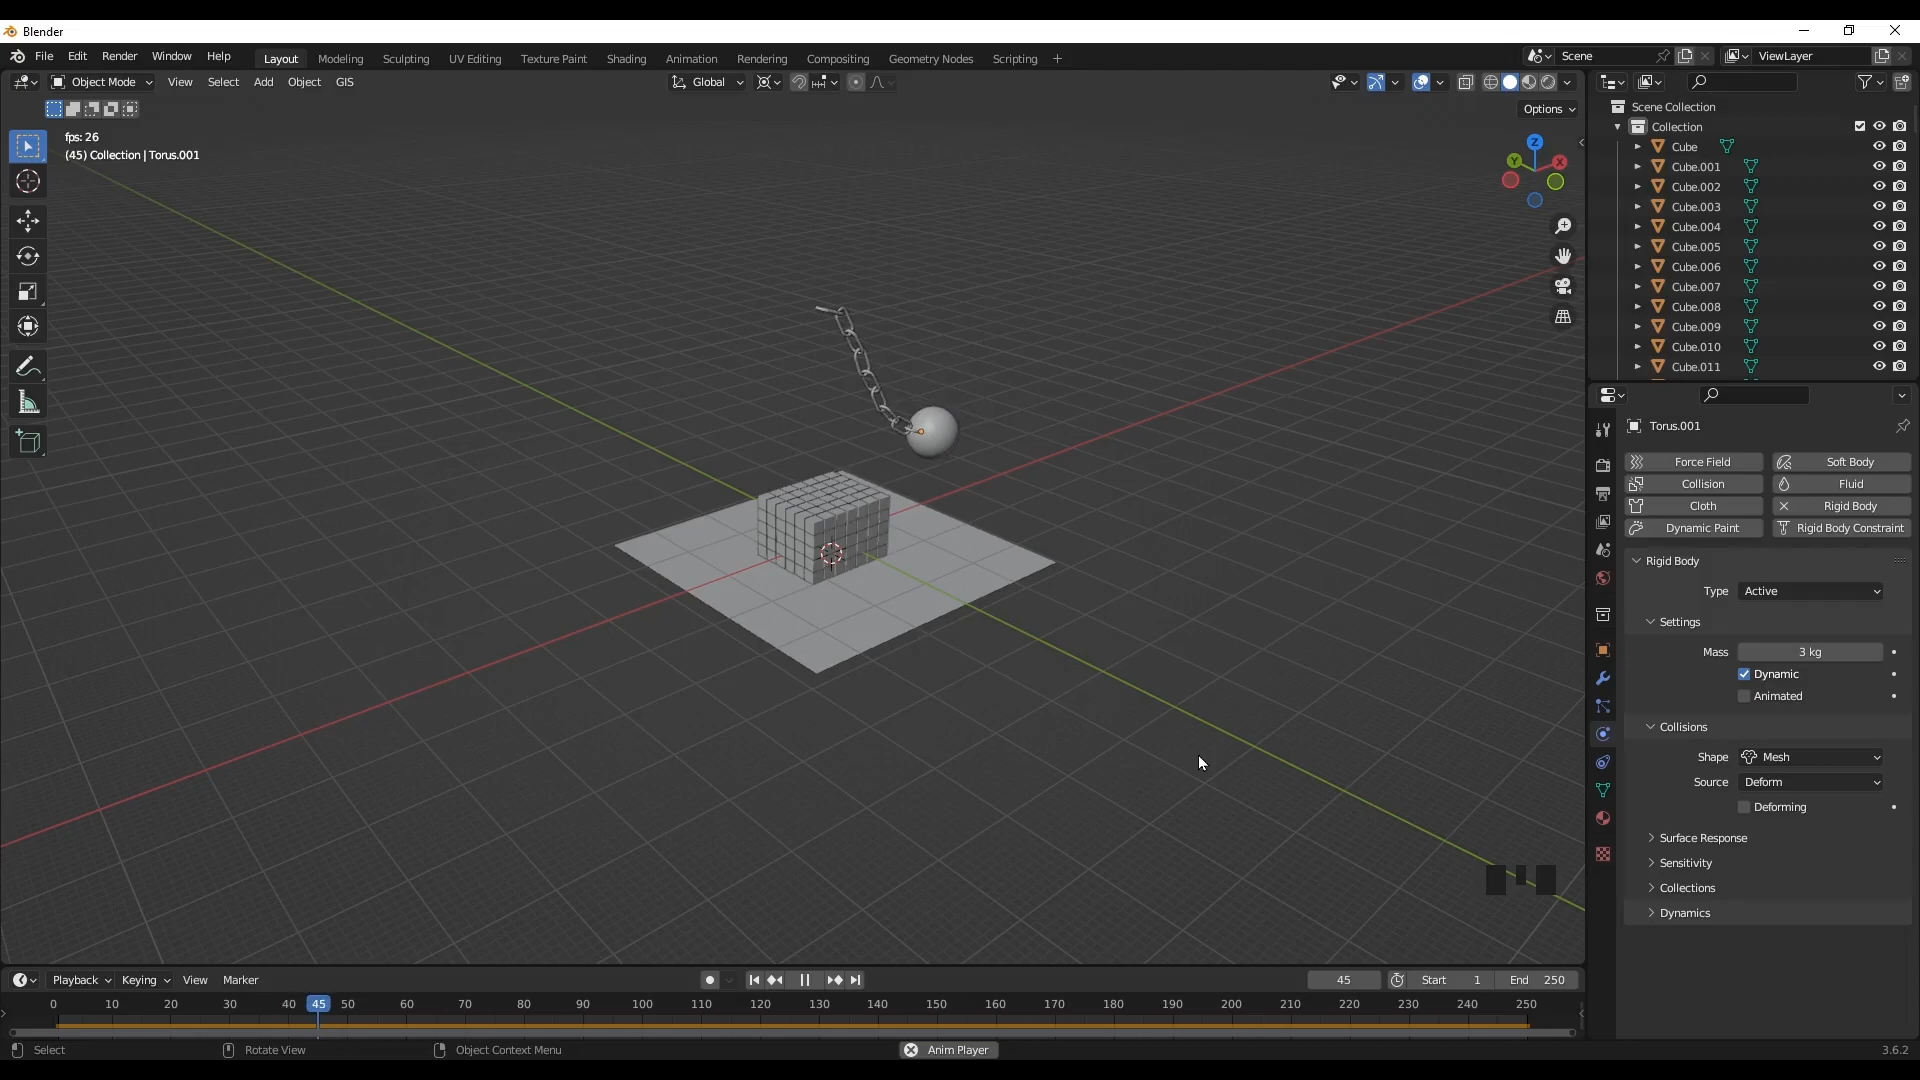 Blender
File Edit Render Window Help Layout Modeling Sculpting UV Editing Texture Paint Shading Animation Rendering Compositing Geometry Nodes Scripting + Scene ViewLayer
Object Mode View Select Add Object GIS Global
Options
fps: 26
(45) Collection | Torus.001
Z
Y
X
Scene Collection
Collection
Cube
Cube.001
Cube.002
Cube.003
Cube.004
Cube.005
Cube.006
Cube.007
Cube.008
Cube.009
Cube.010
Cube.011
Torus.001
Force Field Soft Body
Collision Fluid
Cloth Rigid Body
Dynamic Paint Rigid Body Constraint
Rigid Body
Type Active
Settings
Mass 3 kg
Dynamic
Animated
Collisions
Shape Mesh
Source Deform
Deforming
Surface Response
Sensitivity
Collections
Dynamics
Playback Keying View Marker 45 Start 1 End 250
0 10 20 30 40 45 50 60 70 80 90 100 110 120 130 140 150 160 170 180 190 200 210 220 230 240 250
Select Rotate View Object Context Menu Anim Player 3.6.2